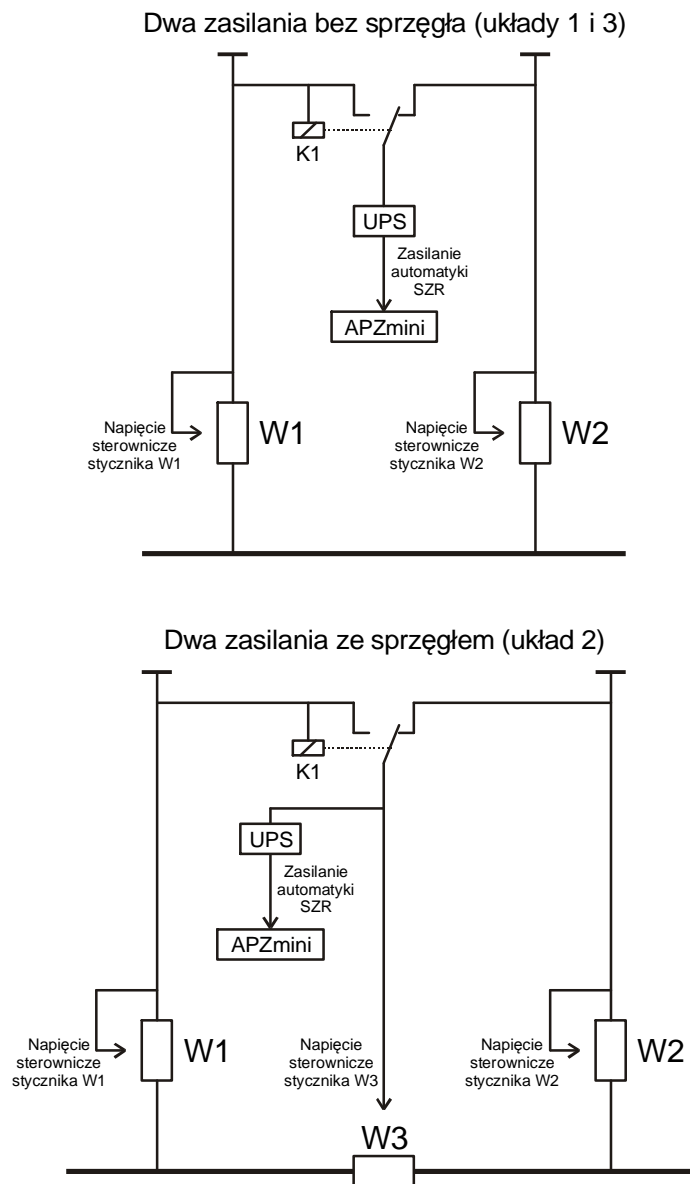 Dwa zasilania bez sprzęgła (układy 1 i 3)
K1
UPS
Zasilanie
automatyki
SZR
APZmini
Napięcie
sterownicze
stycznika W1
W1
Napięcie
sterownicze
stycznika W2
W2
Dwa zasilania ze sprzęgłem (układ 2)
K1
UPS
Zasilanie
automatyki
SZR
APZmini
Napięcie
sterownicze
stycznika W1
W1
Napięcie
sterownicze
stycznika W3
Napięcie
sterownicze
stycznika W2
W2
W3